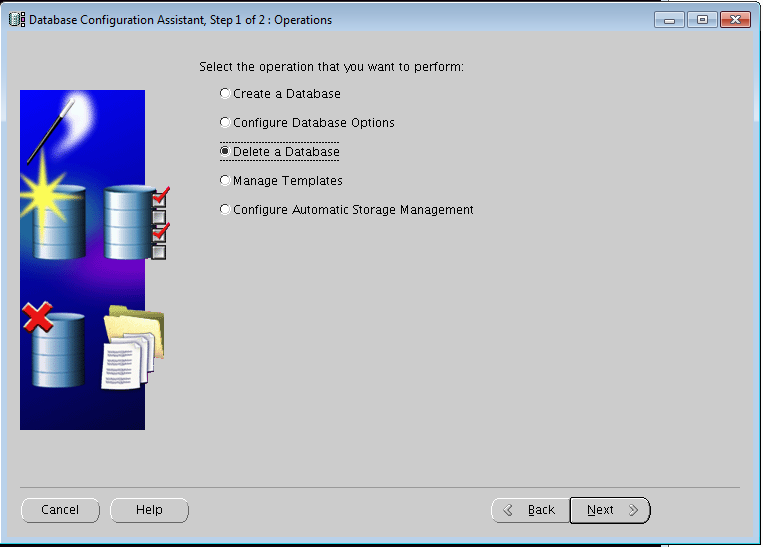 Database Configuration Assistant, Step 1 of 2 : Operations
Select the operation that you want to perform:
Create a Database
Configure Database Options
Delete a Database
Manage Templates
Configure Automatic Storage Management
Cancel
Help
Back
Next